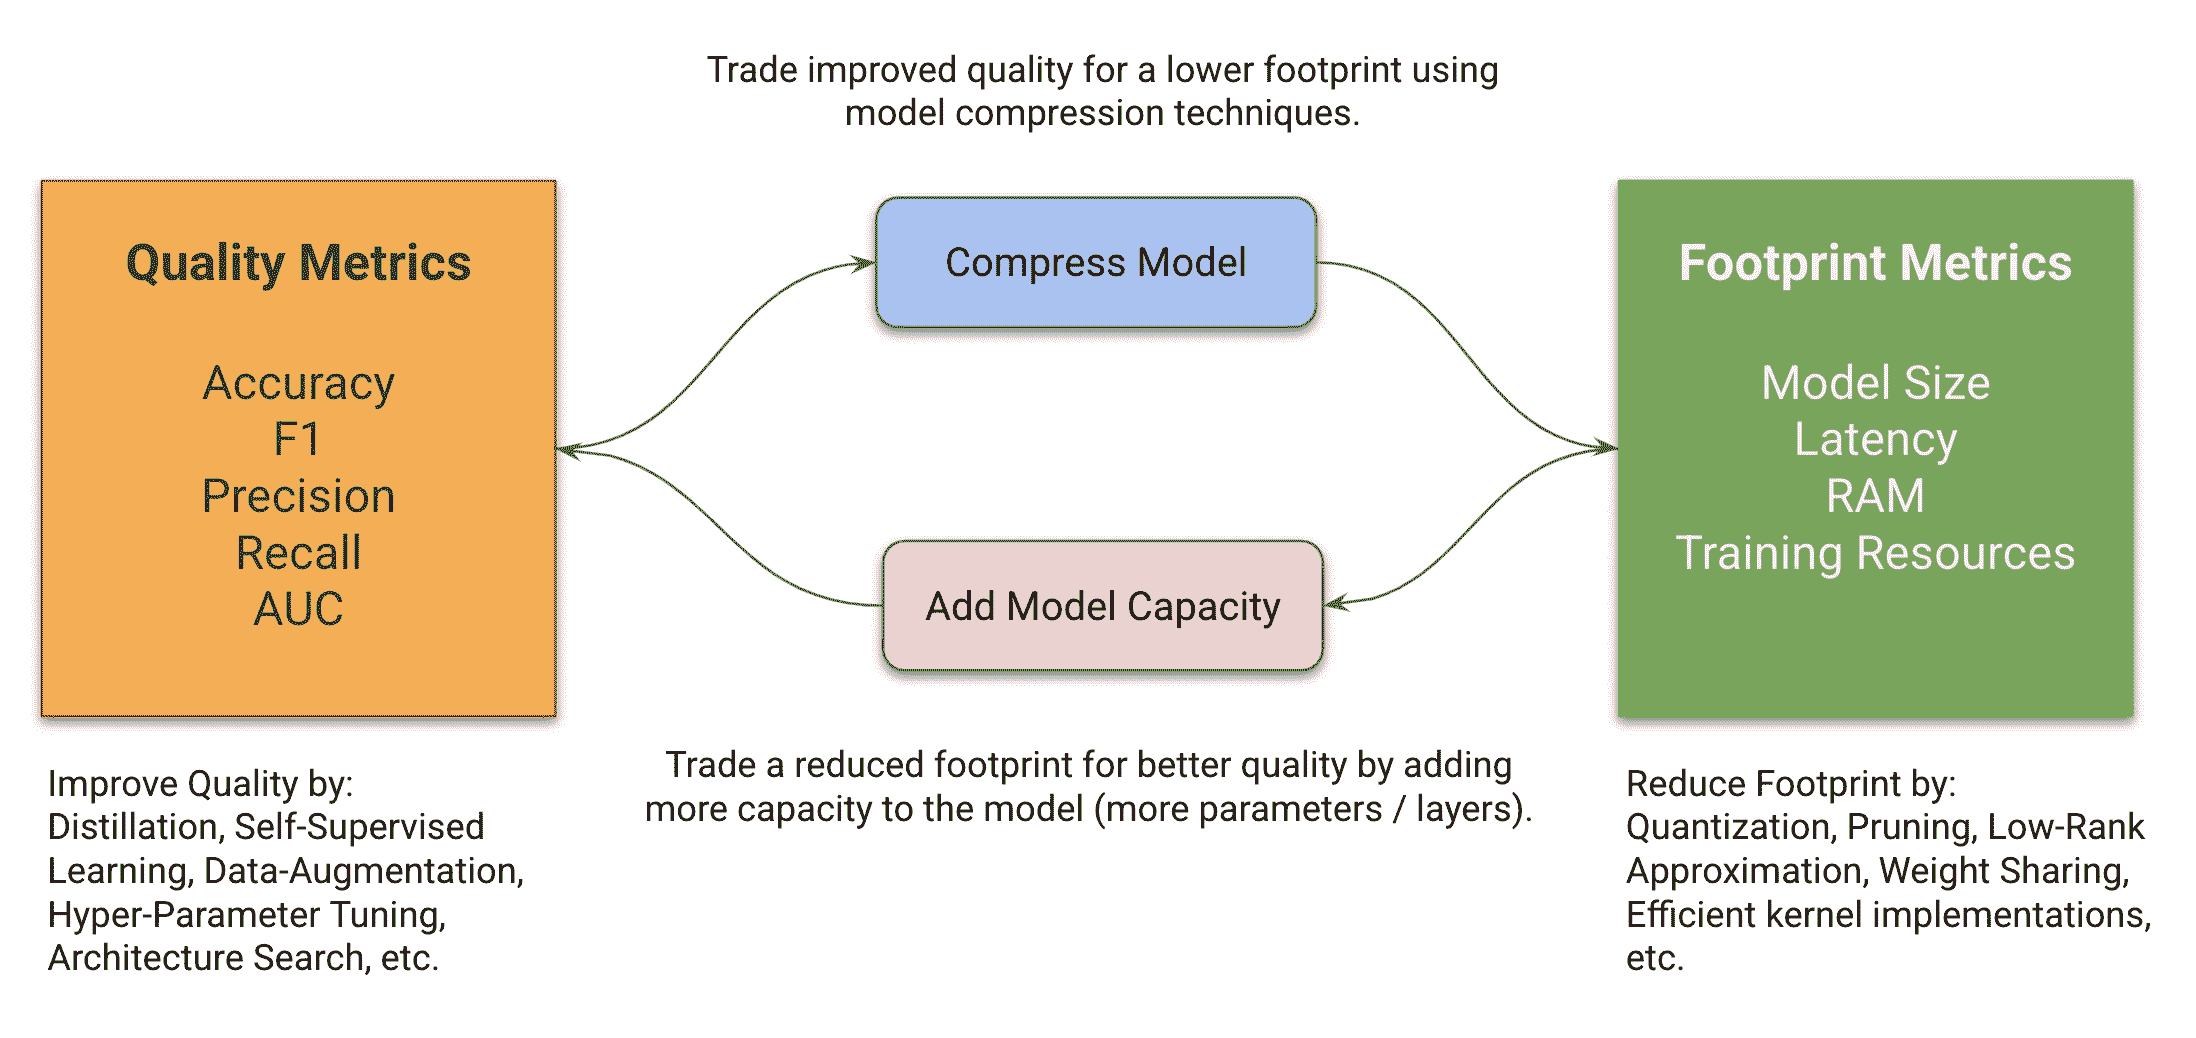 Trade improved quality for a lower footprint using
model compression techniques.
Quality Metrics
Accuracy
F1
Precision
Recall
AUC
Compress Model
Add Model Capacity
Footprint Metrics
Model Size
Latency
RAM
Training Resources
Improve Quality by:
Distillation, Self-Supervised
Learning, Data-Augmentation,
Hyper-Parameter Tuning,
Architecture Search, etc.
Trade a reduced footprint for better quality by adding
more capacity to the model (more parameters / layers).
Reduce Footprint by:
Quantization, Pruning, Low-Rank
Approximation, Weight Sharing,
Efficient kernel implementations,
etc.